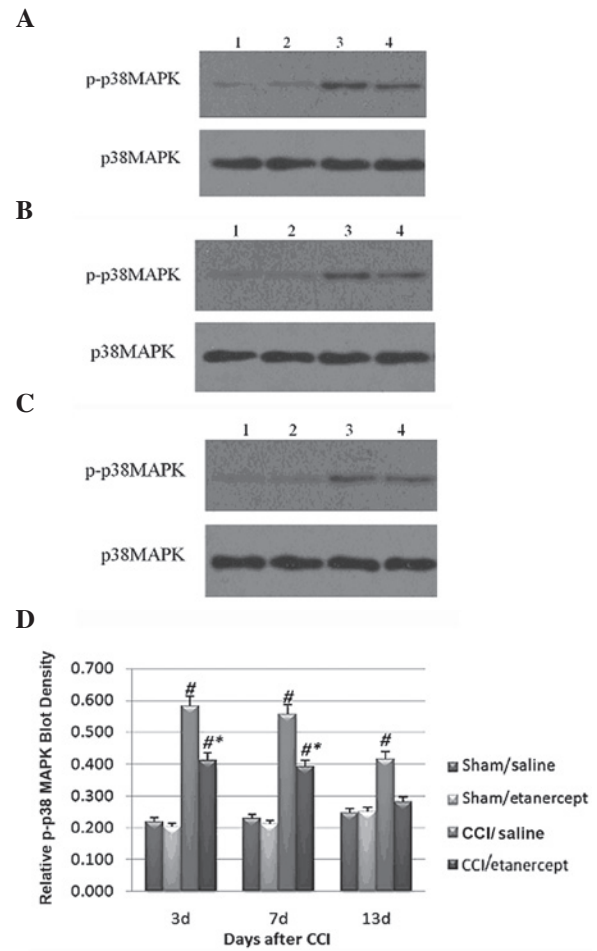 A
1 2 3 4
p-p38MAPK
p38MAPK
B
1 2 3 4
p-p38MAPK
p38MAPK
C
1 2 3 4
p-p38MAPK
p38MAPK
D
Relative p-p38 MAPK Blot Density
0.700
0.600
0.500
0.400
0.300
0.200
0.100
0.000
#
#*
#
#*
#
3d 7d 13d
Days after CCI
Sham/saline
Sham/etanercept
CCI/saline
CCI/etanercept